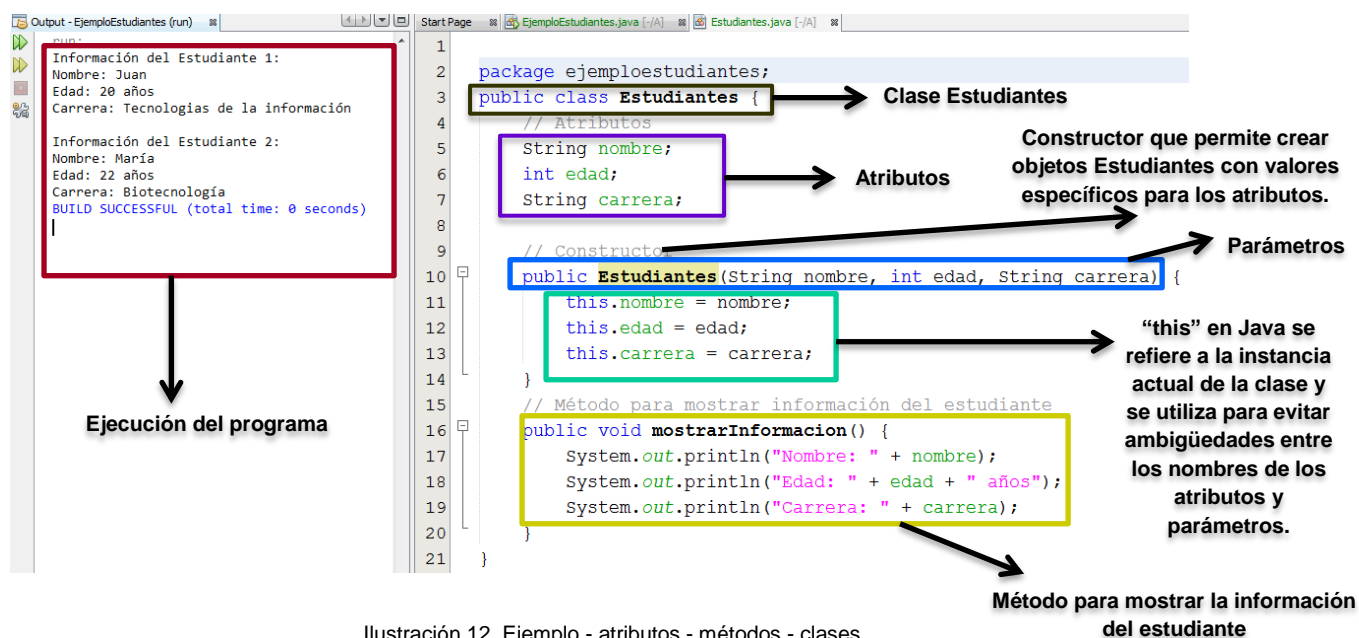 Output - EjemploEstudiantes (run)
run:
Información del Estudiante 1:
Nombre: Juan
Edad: 20 años
Carrera: Tecnologias de la información
Información del Estudiante 2:
Nombre: María
Edad: 22 años
Carrera: Biotecnología
BUILD SUCCESSFUL (total time: 0 seconds)
Ejecución del programa
Start Page
EjemploEstudiantes.java [-/A]
Estudiantes.java [-/A]
1
2 package ejemploestudiantes;
3 public class Estudiantes {
4 // Atributos
5 String nombre;
6 int edad;
7 String carrera;
8
9 // Constructor
10 public Estudiantes(String nombre, int edad, String carrera) {
11 this.nombre = nombre;
12 this.edad = edad;
13 this.carrera = carrera;
14 }
15 // Método para mostrar información del estudiante
16 public void mostrarInformacion() {
17 System.out.println("Nombre: " + nombre);
18 System.out.println("Edad: " + edad + " años");
19 System.out.println("Carrera: " + carrera);
20 }
21 }
Clase Estudiantes
Atributos
Constructor que permite crear
objetos Estudiantes con valores
específicos para los atributos.
Parámetros
“this” en Java se
refiere a la instancia
actual de la clase y
se utiliza para evitar
ambigüedades entre
los nombres de los
atributos y
parámetros.
Método para mostrar la información
del estudiante
Ilustración 12. Ejemplo - atributos - métodos - clases